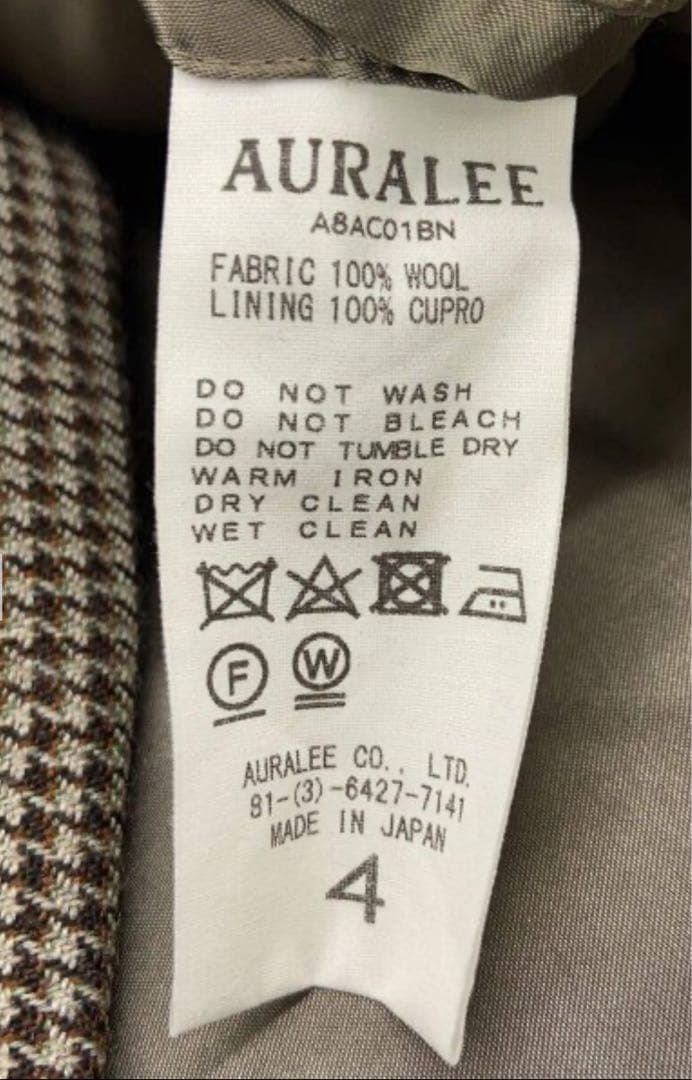 AURALEE
A8AC01BN
FABRIC 100% WOOL
LINING 100% CUPRO
DO NOT WASH
DO NOT BLEACH
DO NOT TUMBLE DRY
WARM IRON
DRY CLEAN
WET CLEAN
F W
AURALEE CO., LTD.
81-(3)-6427-7141
MADE IN JAPAN
4